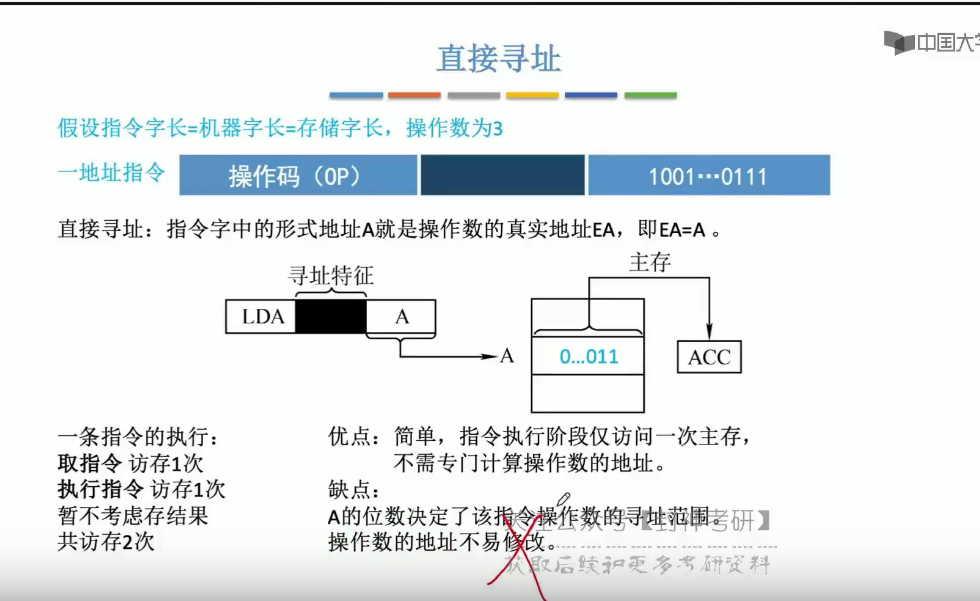 直接寻址
中国大学
假设指令字长=机器字长=存储字长，操作数为3
一地址指令 操作码（OP） 1001…0111
直接寻址：指令字中的形式地址A就是操作数的真实地址EA，即EA=A 。
主存
寻址特征
LDA A
A 0…011 ACC
一条指令的执行：
取指令 访存1次
执行指令 访存1次
暂不考虑存结果
共访存2次
优点：简单，指令执行阶段仅访问一次主存，
不需专门计算操作数的地址。
缺点：
A的位数决定了该指令操作数的寻址范围。
操作数的地址不易修改。
获取后续和更多考研资料